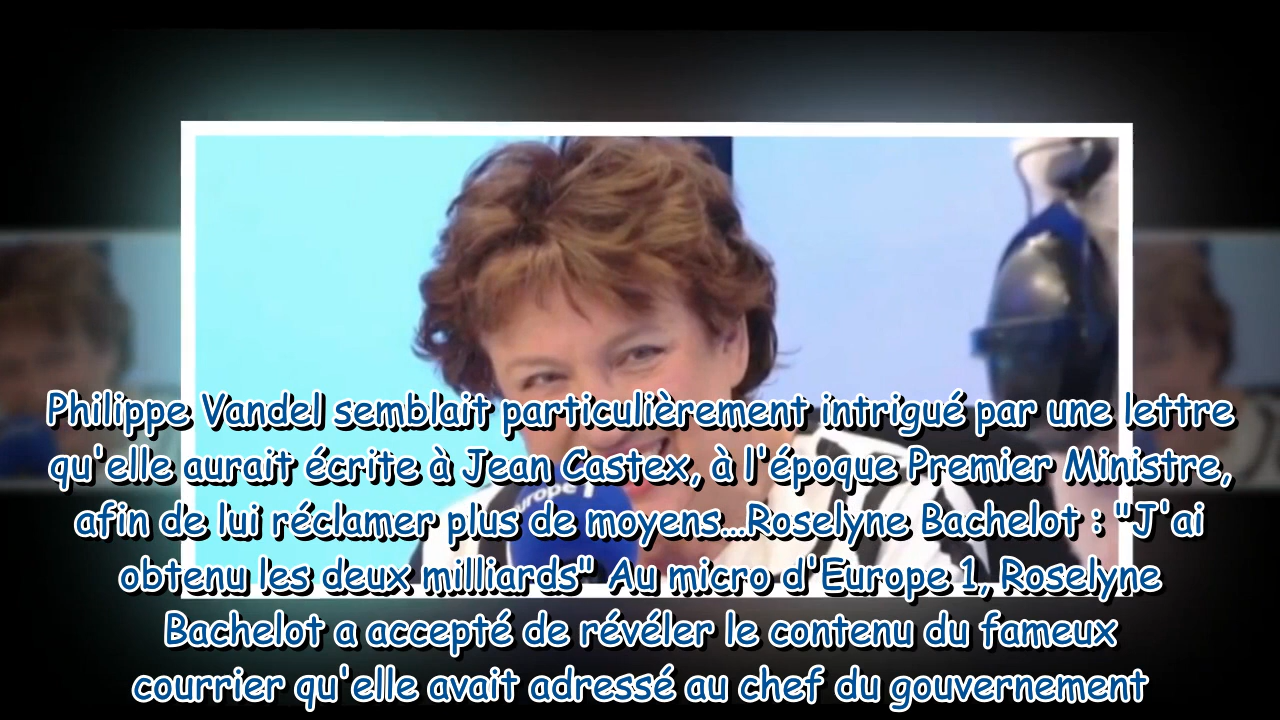 Philippe Vandel semblait particulièrement intrigué par une lettre
qu'elle aurait écrite à Jean Castex, à l'époque Premier Ministre,
afin de lui réclamer plus de moyens...Roselyne Bachelot : "J'ai
europe 1
obtenu les deux milliards" Au micro d'Europe 1, Roselyne
Bachelot a accepté de révéler le contenu du fameux
courrier qu'elle avait adressé au chef du gouvernement